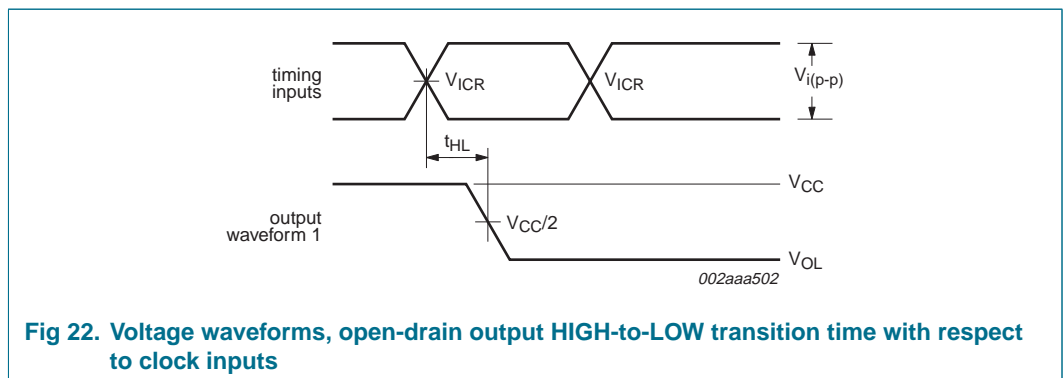 timing
inputs
VICR
VICR
Vi(p-p)
tHL
VCC
output
waveform 1
VCC/2
VOL
002aaa502
Fig 22. Voltage waveforms, open-drain output HIGH-to-LOW transition time with respect
to clock inputs